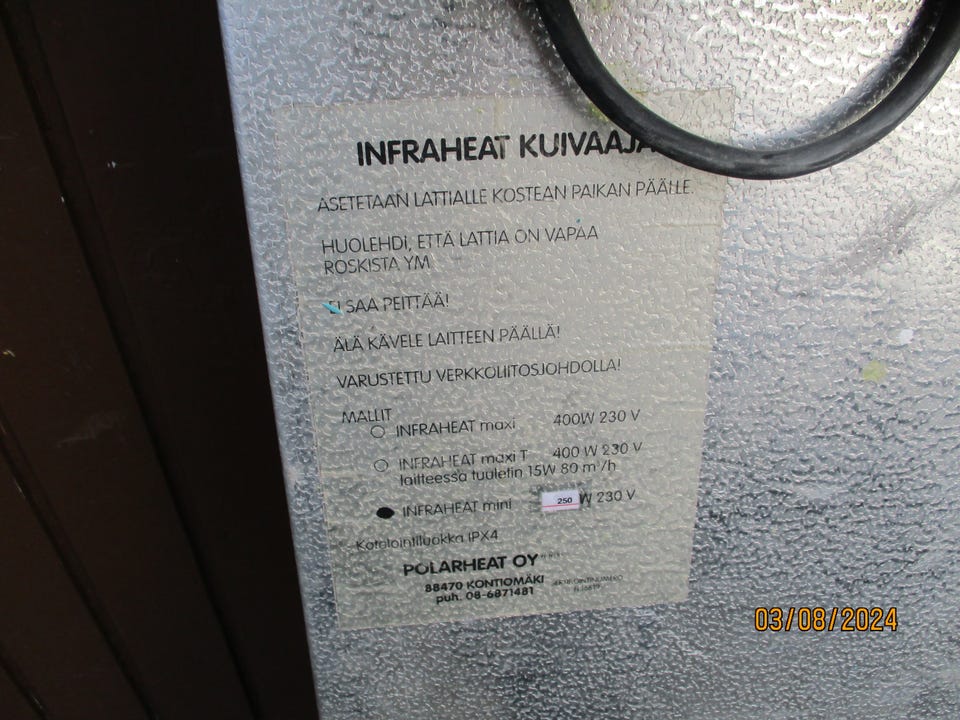 INFRAHEAT KUIVAAJA
ASETETAAN LATTIALLE KOSTEAN PAIKAN PÄÄLLE.
HUOLEHDI, ETTÄ LATTIA ON VAPAA
ROSKISTA YM
EI SAA PEITTÄÄ!
ÄLÄ KÄVELE LAITTEEN PÄÄLLÄ!
VARUSTETTU VERKKOLIITOSJOHDOLLA!
MALLIT
INFRAHEAT maxi 400W 230 V
INFRAHEAT maxi T 400 W 230 V
laitteessa tuuletin 15W 80 m³/h
INFRAHEAT mini 250 W 230 V
Kotelointiluokka IPX4
POLARHEAT OY
88470 KONTIOMÄKI
puh. 08-6871481
03/08/2024